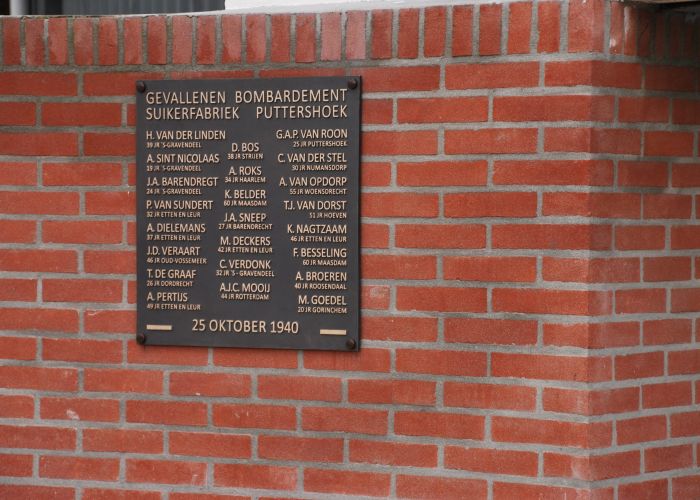 GEVALLENEN BOMBARDEMENT
SUIKERFABRIEK PUTTERSHOEK
H. VAN DER LINDEN
39 JR 'S-GRAVENDEEL
A. SINT NICOLAAS
19 JR 'S-GRAVENDEEL
J.A. BARENDREGT
24 JR 'S-GRAVENDEEL
P. VAN SUNDERT
32 JR ETTEN EN LEUR
A. DIELEMANS
37 JR ETTEN EN LEUR
J.D. VERAART
46 JR OUD-VOSSEMEER
T. DE GRAAF
26 JR DORDRECHT
A. PERTIJS
49 JR ETTEN EN LEUR
D. BOS
38 JR STRIJEN
A. ROKS
34 JR HAARLEM
K. BELDER
60 JR MAASDAM
J.A. SNEEP
27 JR BARENDRECHT
M. DECKERS
42 JR ETTEN EN LEUR
C. VERDONK
32 JR 'S-GRAVENDEEL
A.J.C. MOOIJ
44 JR ROTTERDAM
G.A.P. VAN ROON
25 JR PUTTERSHOEK
C. VAN DER STEL
30 JR NUMANSDORP
A. VAN OPDORP
55 JR WOENSDRECHT
T.J. VAN DORST
51 JR HOEVEN
K. NAGTZAAM
46 JR ETTEN EN LEUR
F. BESSELING
60 JR MAASDAM
A. BROEREN
40 JR ROOSENDAAL
M. GOEDEL
20 JR GORINCHEM
25 OKTOBER 1940